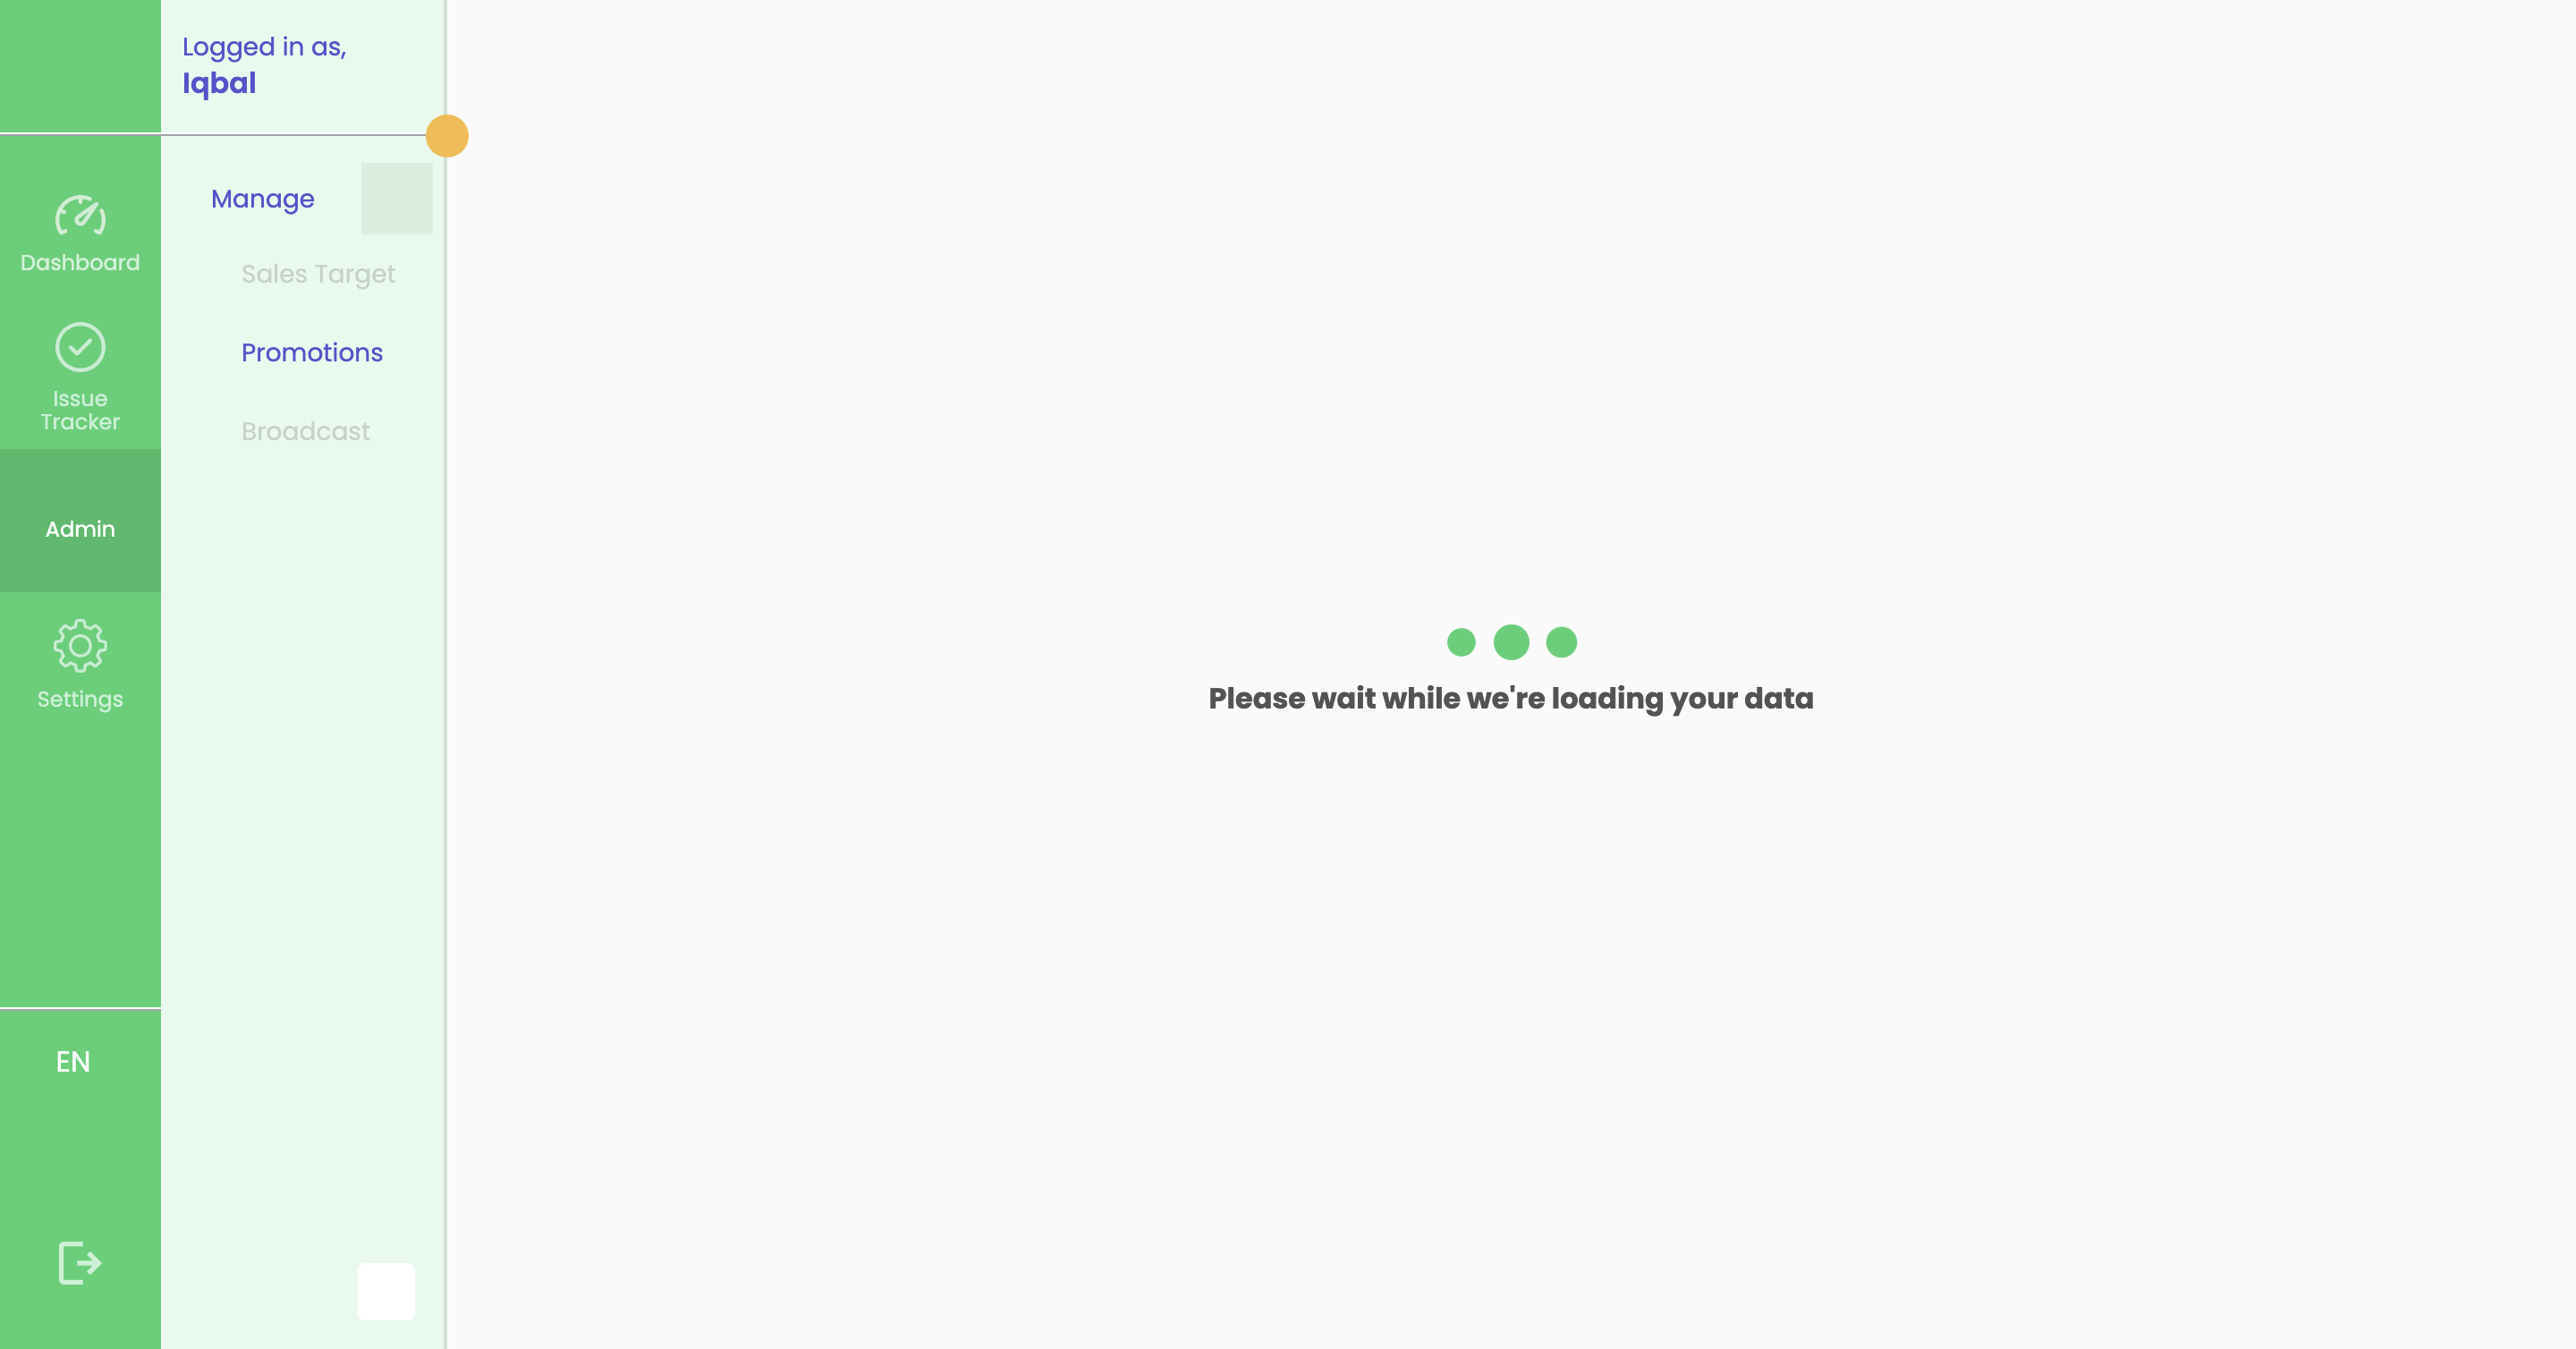 Logged in as,
Iqbal
Dashboard
Issue
Tracker
Admin
Settings
EN
Manage
Sales Target
Promotions
Broadcast
Please wait while we're loading your data